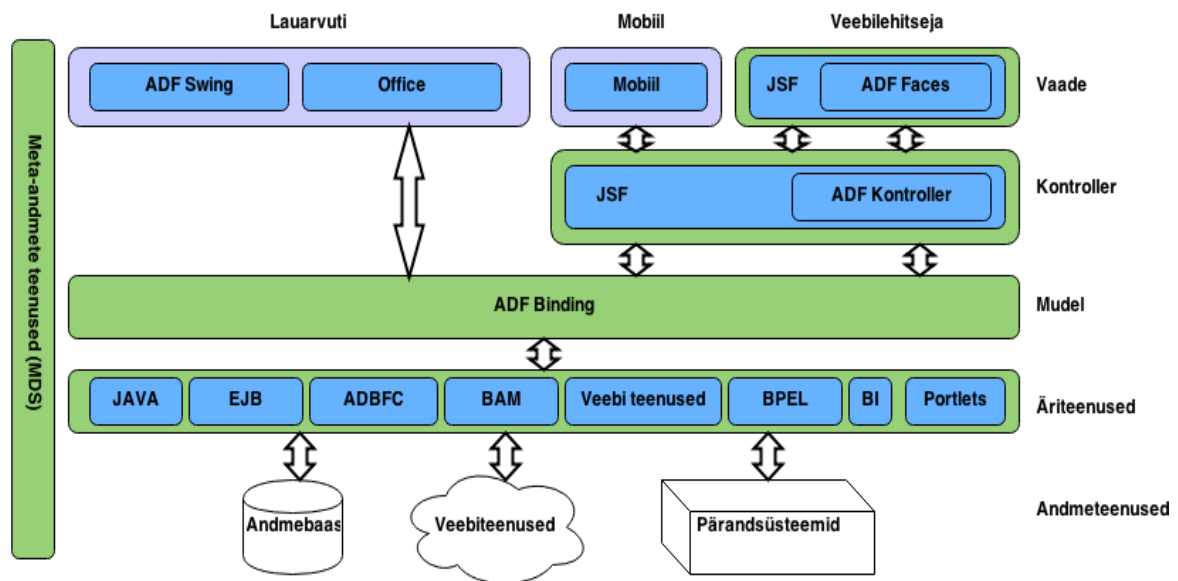 Lauarvuti
Mobiil
Veebilehitseja
Meta-andmete teenused (MDS)
ADF Swing
Office
Mobiil
JSF
ADF Faces
Vaade
JSF
ADF Kontroller
Kontroller
ADF Binding
Mudel
JAVA
EJB
ADBFC
BAM
Veebi teenused
BPEL
BI
Portlets
Äriteenused
Andmebaas
Veebiteenused
Pärandsüsteemid
Andmeteenused